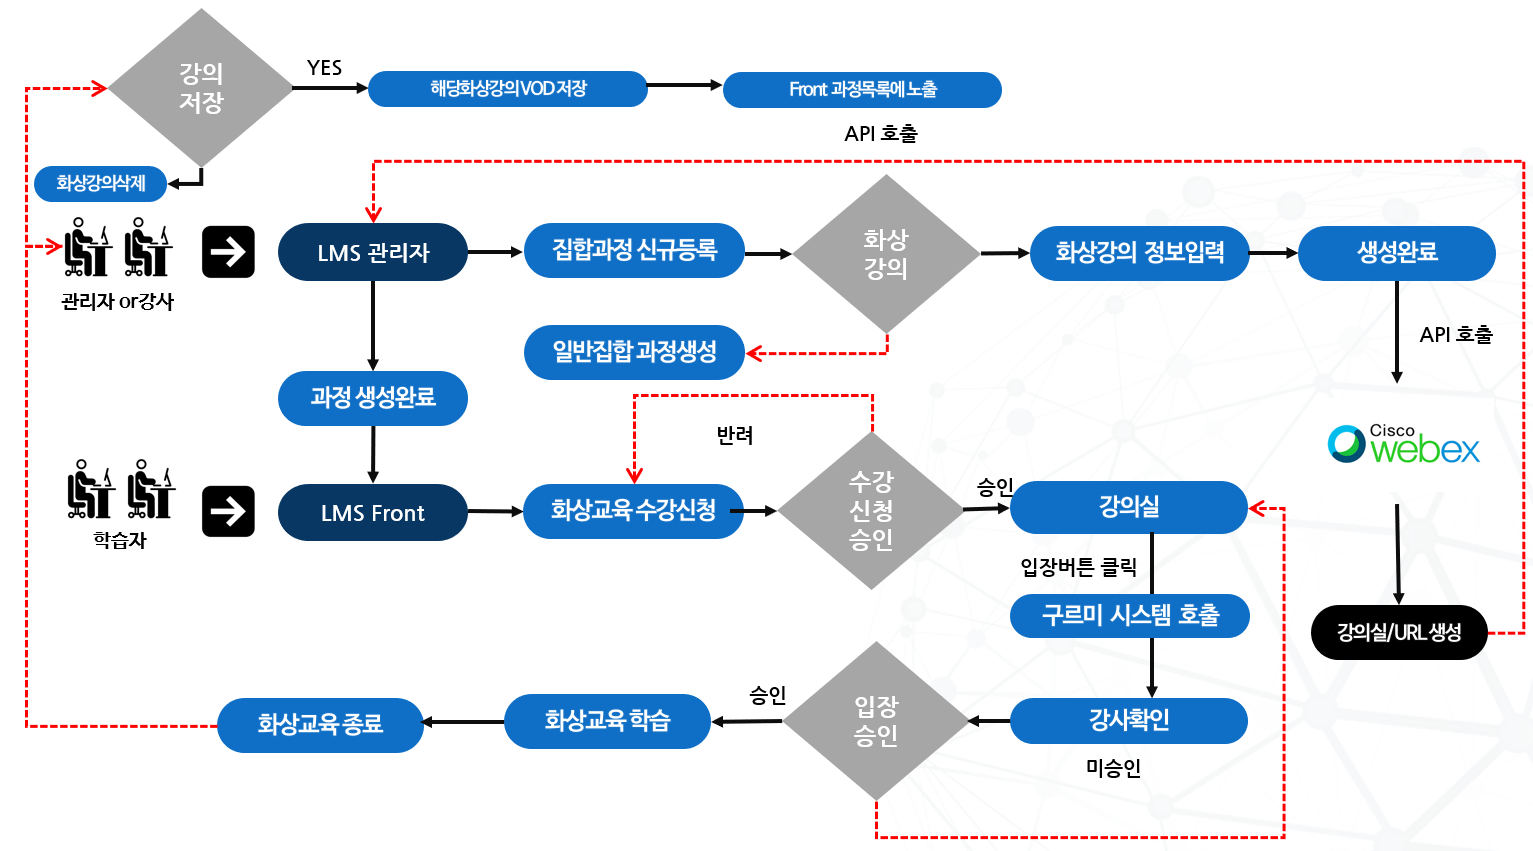 강의
저장
YES
해당화상강의 VOD 저장
Front 과정목록에 노출
API 호출
화상강의삭제
관리자 or강사
LMS 관리자
집합과정 신규등록
화상
강의
화상강의 정보입력
생성완료
일반집합 과정생성
API 호출
과정 생성완료
반려
Cisco
webex
학습자
LMS Front
화상교육 수강신청
수강
신청
승인
승인
강의실
입장버튼 클릭
구르미 시스템 호출
강의실/URL 생성
화상교육 종료
화상교육 학습
승인
입장
승인
강사확인
미승인